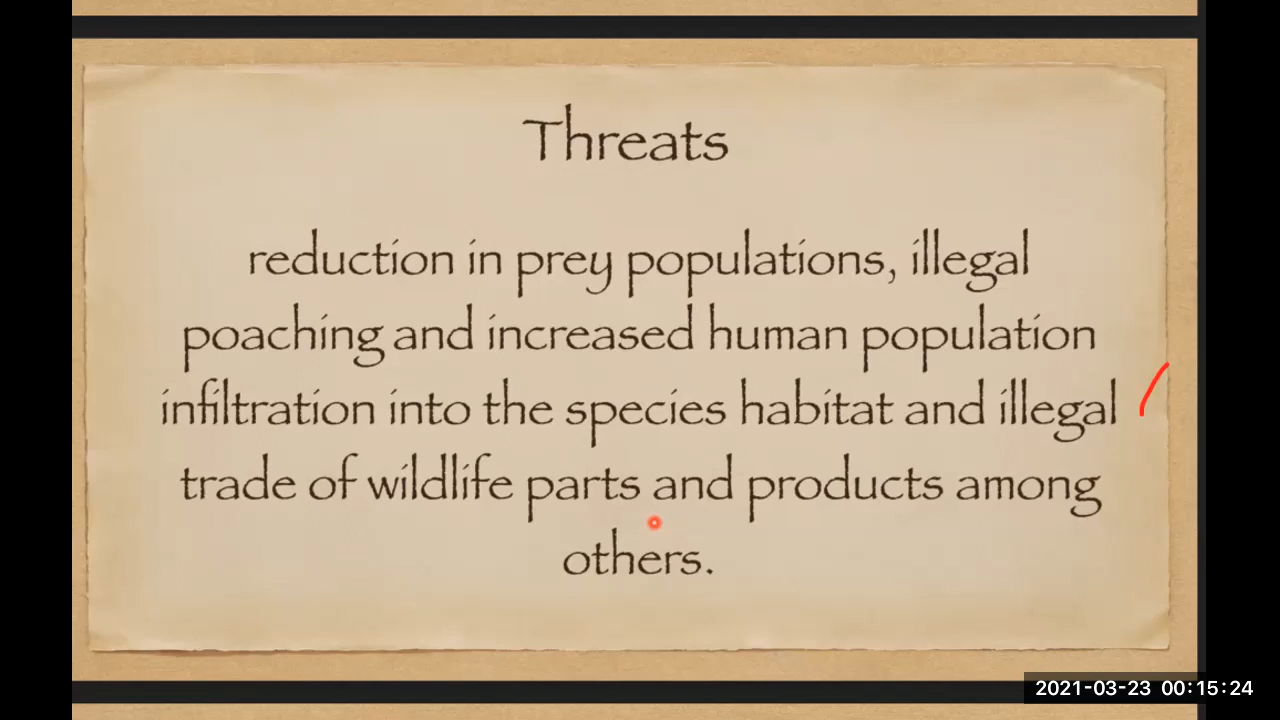 Threats
reduction in prey populations, illegal
poaching and increased human population
infiltration into the species habitat and illegal
trade of wildlife parts and products among
others.
2021-03-23 00:15:24